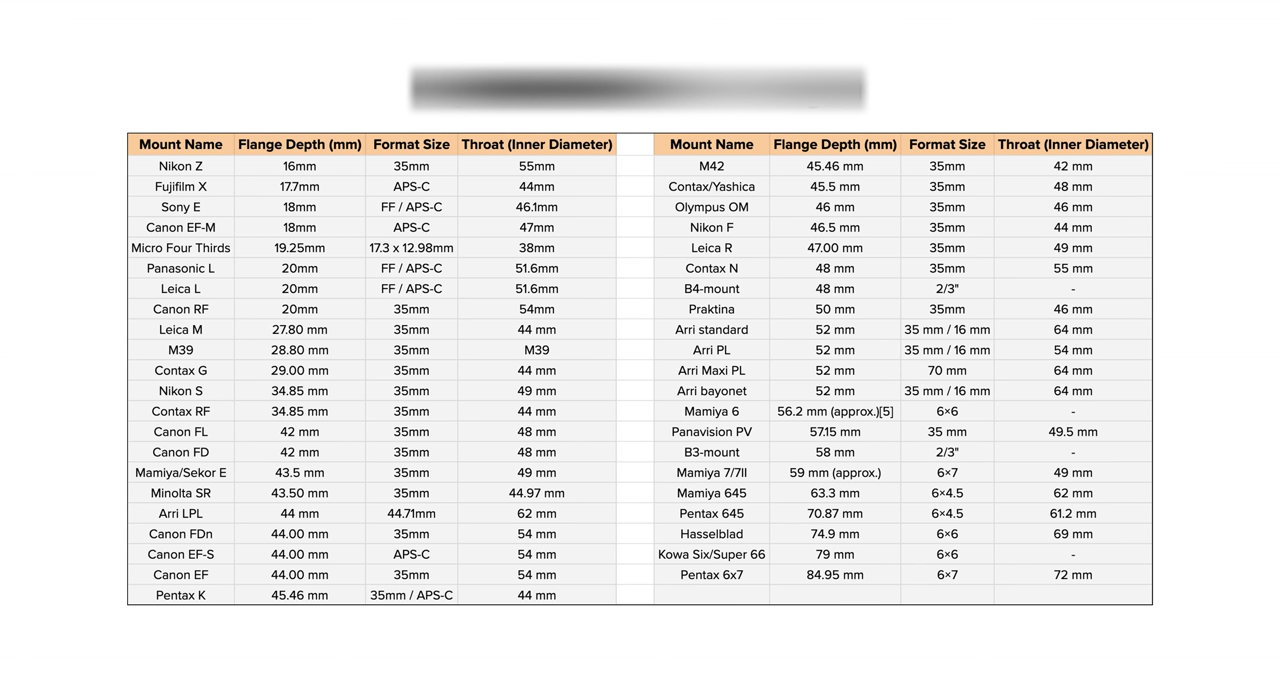 Mount Name Flange Depth (mm) Format Size Throat (Inner Diameter)
Nikon Z 16mm 35mm 55mm
Fujifilm X 17.7mm APS-C 44mm
Sony E 18mm FF / APS-C 46.1mm
Canon EF-M 18mm APS-C 47mm
Micro Four Thirds 19.25mm 17.3 x 12.98mm 38mm
Panasonic L 20mm FF / APS-C 51.6mm
Leica L 20mm FF / APS-C 51.6mm
Canon RF 20mm 35mm 54mm
Leica M 27.80 mm 35mm 44 mm
M39 28.80 mm 35mm M39
Contax G 29.00 mm 35mm 44 mm
Nikon S 34.85 mm 35mm 49 mm
Contax RF 34.85 mm 35mm 44 mm
Canon FL 42 mm 35mm 48 mm
Canon FD 42 mm 35mm 48 mm
Mamiya/Sekor E 43.5 mm 35mm 49 mm
Minolta SR 43.50 mm 35mm 44.97 mm
Arri LPL 44 mm 44.71mm 62 mm
Canon FDn 44.00 mm 35mm 54 mm
Canon EF-S 44.00 mm APS-C 54 mm
Canon EF 44.00 mm 35mm 54 mm
Pentax K 45.46 mm 35mm / APS-C 44 mm
Mount Name Flange Depth (mm) Format Size Throat (Inner Diameter)
M42 45.46 mm 35mm 42 mm
Contax/Yashica 45.5 mm 35mm 48 mm
Olympus OM 46 mm 35mm 46 mm
Nikon F 46.5 mm 35mm 44 mm
Leica R 47.00 mm 35mm 49 mm
Contax N 48 mm 35mm 55 mm
B4-mount 48 mm 2/3" -
Praktina 50 mm 35mm 46 mm
Arri standard 52 mm 35 mm / 16 mm 64 mm
Arri PL 52 mm 35 mm / 16 mm 54 mm
Arri Maxi PL 52 mm 70 mm 64 mm
Arri bayonet 52 mm 35 mm / 16 mm 64 mm
Mamiya 6 56.2 mm (approx.)[5] 6×6 -
Panavision PV 57.15 mm 35 mm 49.5 mm
B3-mount 58 mm 2/3" -
Mamiya 7/7II 59 mm (approx.) 6×7 49 mm
Mamiya 645 63.3 mm 6×4.5 62 mm
Pentax 645 70.87 mm 6×4.5 61.2 mm
Hasselblad 74.9 mm 6×6 69 mm
Kowa Six/Super 66 79 mm 6×6 -
Pentax 6x7 84.95 mm 6×7 72 mm